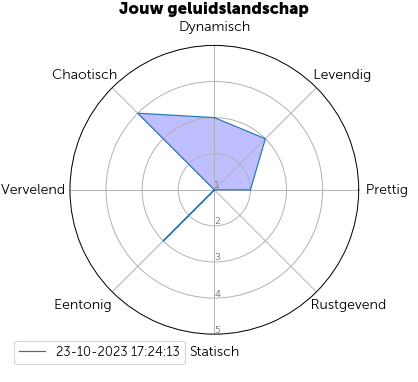 Jouw geluidslandschap
Dynamisch
Chaotisch
Levendig
Vervelend
Prettig
1
2
3
4
5
Eentonig
Rustgevend
Statisch
23-10-2023 17:24:13